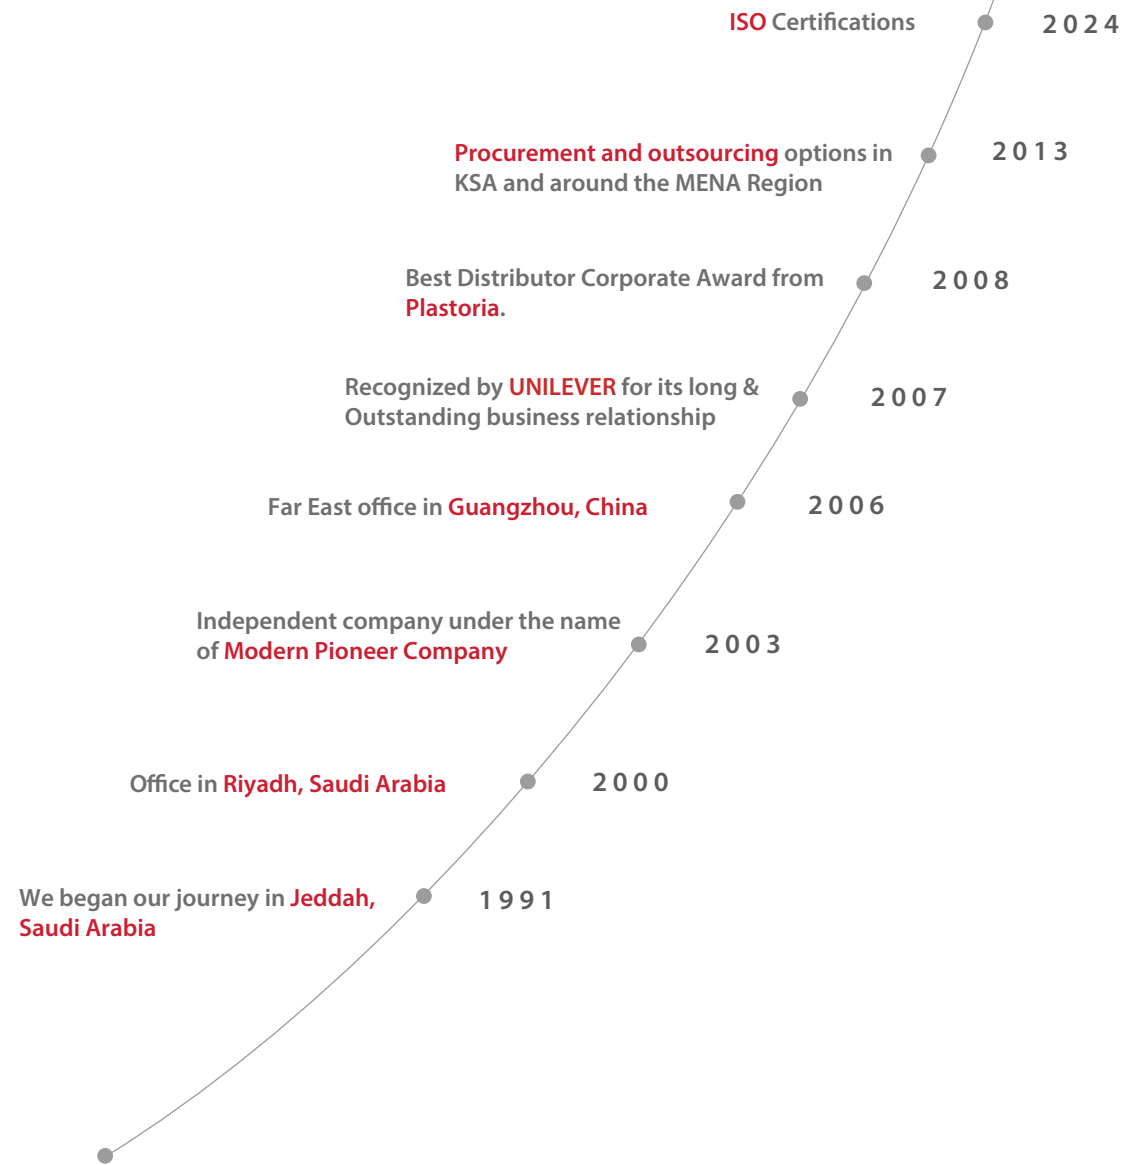 ISO Certifications
2024
Procurement and outsourcing options in
KSA and around the MENA Region
2013
Best Distributor Corporate Award from
Plastoria.
2008
Recognized by UNILEVER for its long &
Outstanding business relationship
2007
Far East office in Guangzhou, China
2006
Independent company under the name
of Modern Pioneer Company
2003
Office in Riyadh, Saudi Arabia
2000
We began our journey in Jeddah,
Saudi Arabia
1991